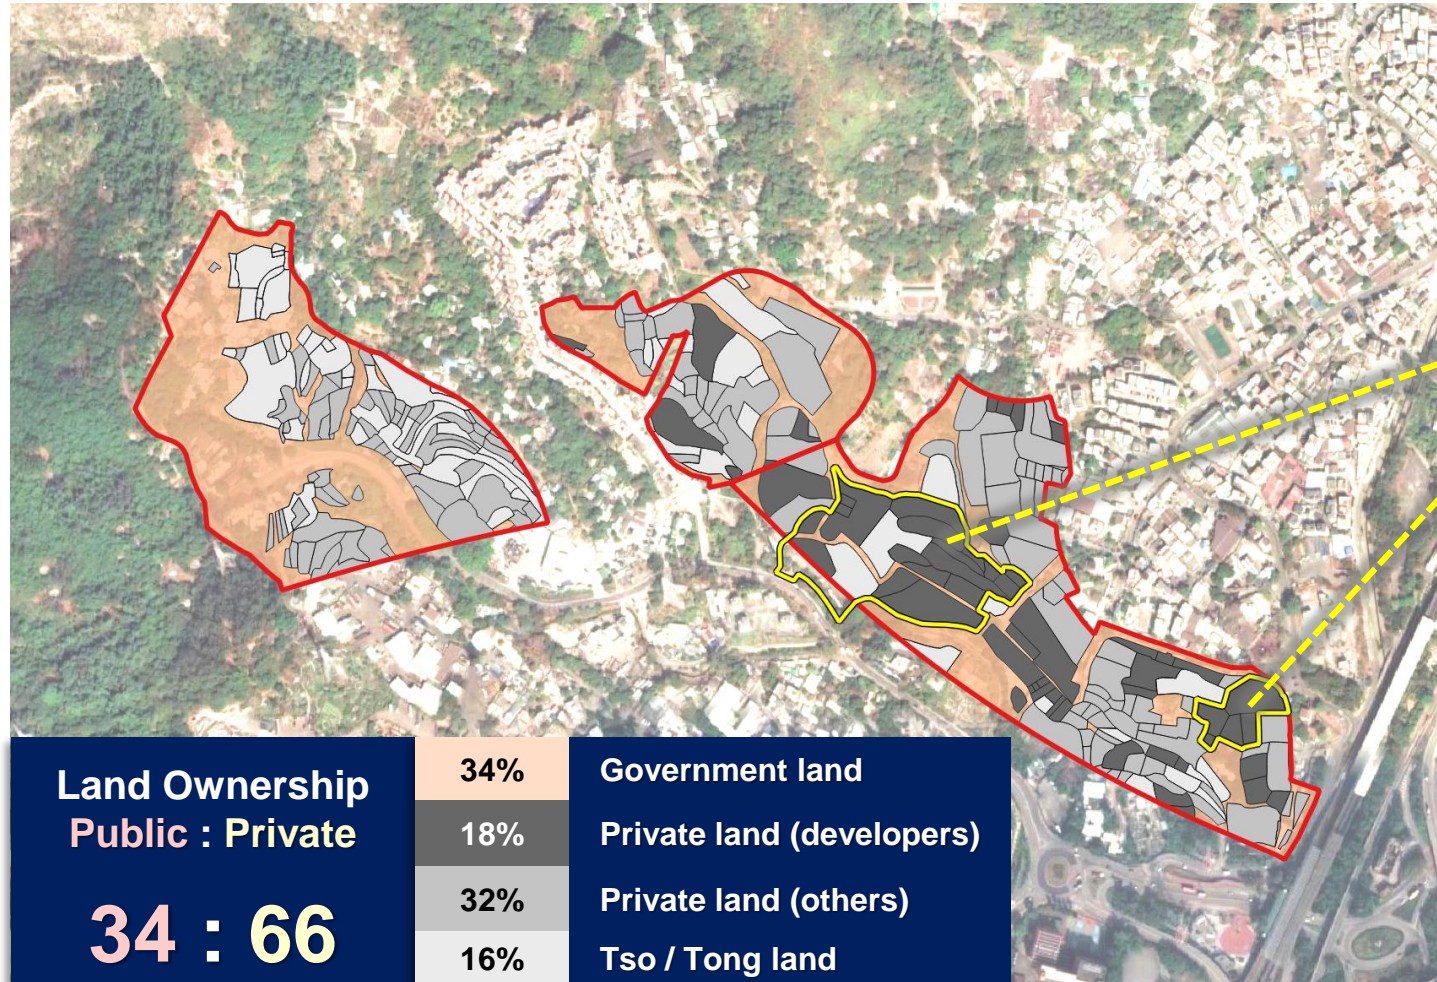 Land Ownership
Public : Private
34 : 66
34% Government land
18% Private land (developers)
32% Private land (others)
16% Tso / Tong land